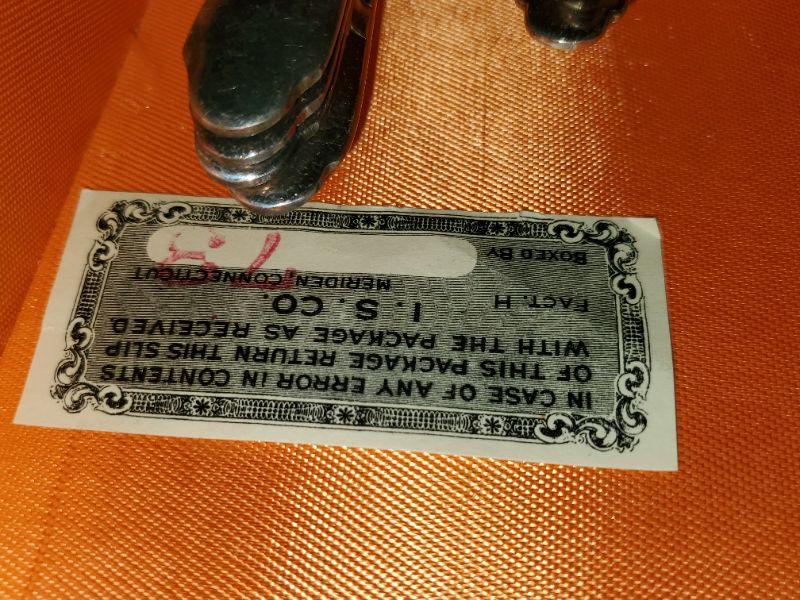 IN CASE OF ANY ERROR IN CONTENTS
OF THIS PACKAGE RETURN THIS SLIP
WITH THE PACKAGE AS RECEIVED.
I. S. CO.
FACT. H MERIDEN, CONNECTICUT
BOXED BY